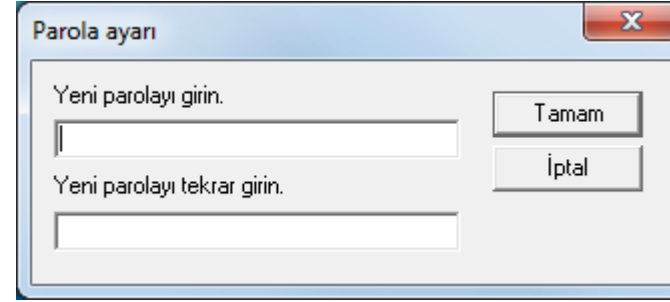 Parola ayarı
Yeni parolayı girin.
Tamam
İptal
Yeni parolayı tekrar girin.